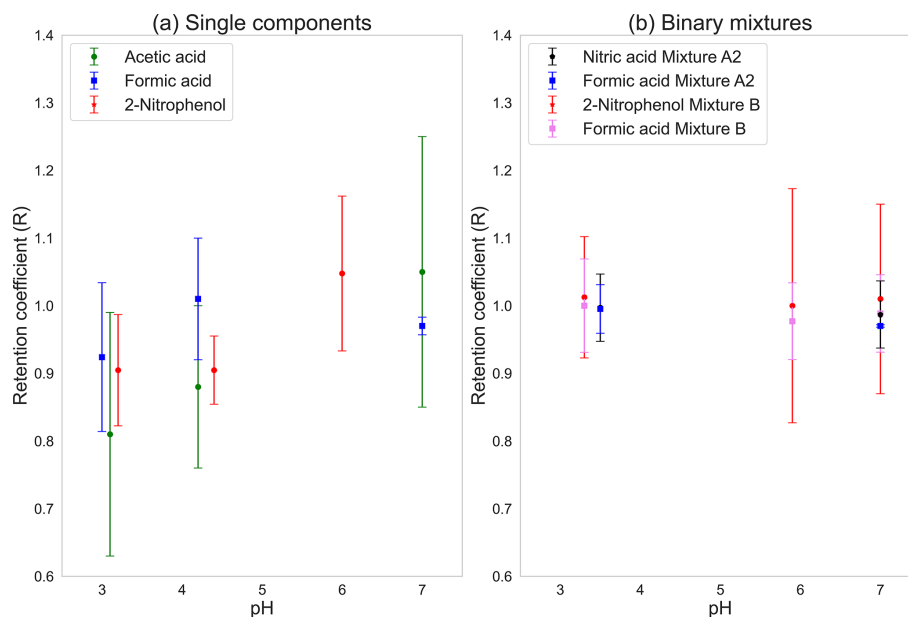 (a) Single components
Retention coefficient (R)
1.4
1.3
1.2
1.1
1.0
0.9
0.8
0.7
0.6
Acetic acid
Formic acid
2-Nitrophenol
3
4
5
6
7
pH
(b) Binary mixtures
Retention coefficient (R)
1.4
1.3
1.2
1.1
1.0
0.9
0.8
0.7
0.6
Nitric acid Mixture A2
Formic acid Mixture A2
2-Nitrophenol Mixture B
Formic acid Mixture B
3
4
5
6
7
pH